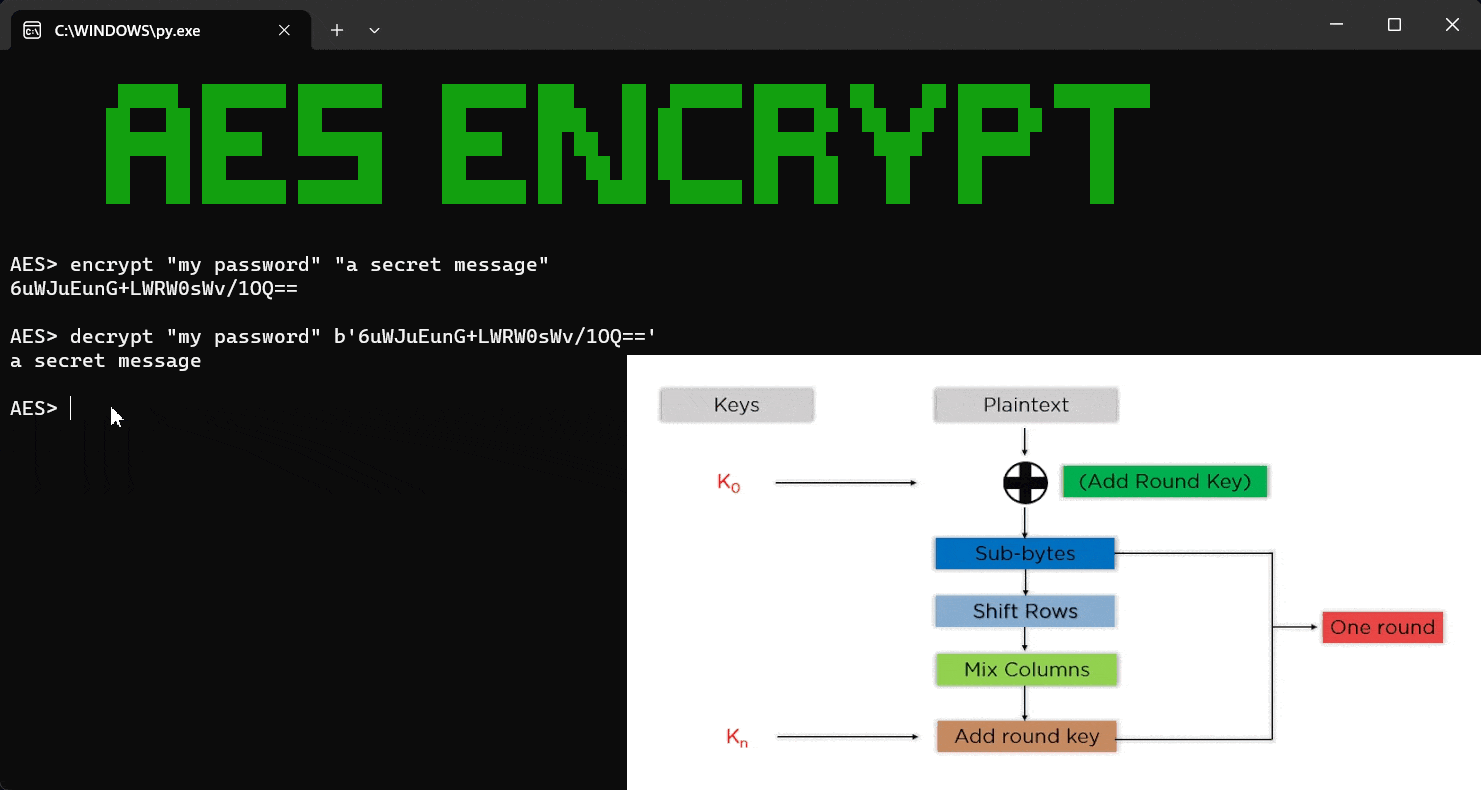 C:\WINDOWS\py.exe
AES ENCRYPT
AES> encrypt "my password" "a secret message"
6uWJuEunG+LWRW0sWv/1OQ==
AES> decrypt "my password" b'6uWJuEunG+LWRW0sWv/1OQ=='
a secret message
AES>
Keys
Plaintext
K0
(Add Round Key)
Sub-bytes
Shift Rows
One round
Mix Columns
Kn
Add round key